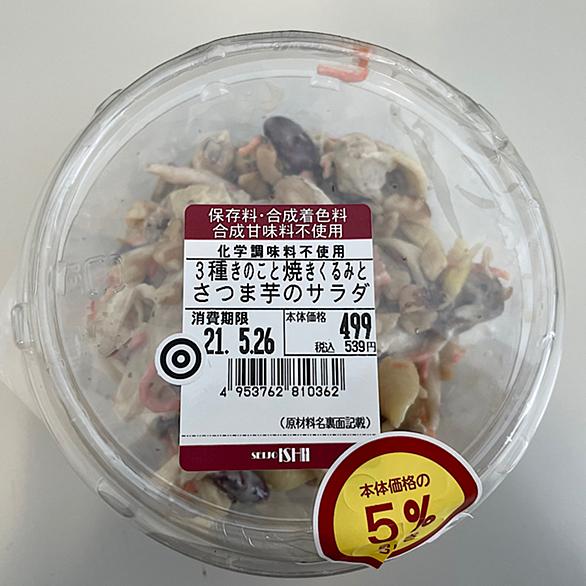 保存料・合成着色料
合成甘味料不使用
化学調味料不使用
3種きのこと焼きくるみと
さつま芋のサラダ
消費期限
21. 5.26
本体価格 499
税込 539円
4 953762 810362
(原材料名裏面記載)
SEIJO ISHII
本体価格の
5%
引き